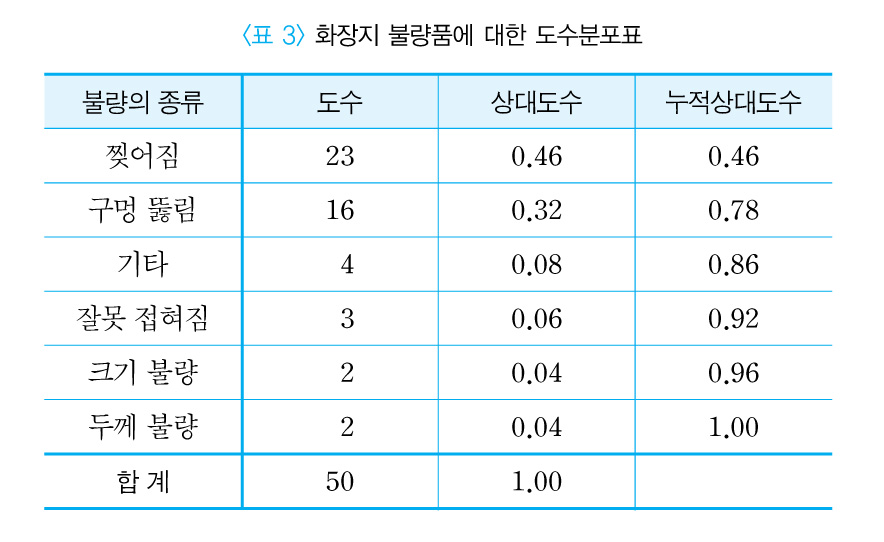 〈표 3〉 화장지 불량품에 대한 도수분포표
불량의 종류 도수 상대도수 누적상대도수
찢어짐 23 0.46 0.46
구멍 뚫림 16 0.32 0.78
기타 4 0.08 0.86
잘못 접혀짐 3 0.06 0.92
크기 불량 2 0.04 0.96
두께 불량 2 0.04 1.00
합 계 50 1.00